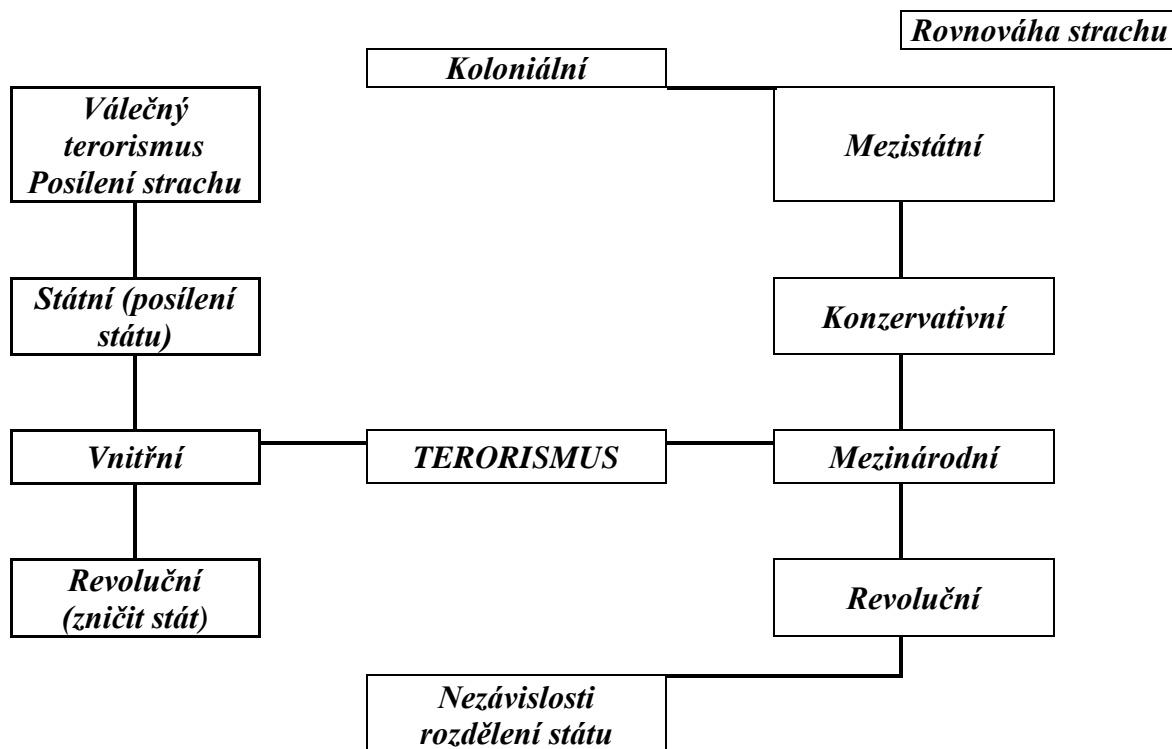 Rovnováha strachu
Koloniální
Válečný
terorismus
Posílení strachu
Mezistátní
Státní (posílení
státu)
Konzervativní
Vnitřní
TERORISMUS
Mezinárodní
Revoluční
(zničit stát)
Revoluční
Nezávislosti
rozdělení státu